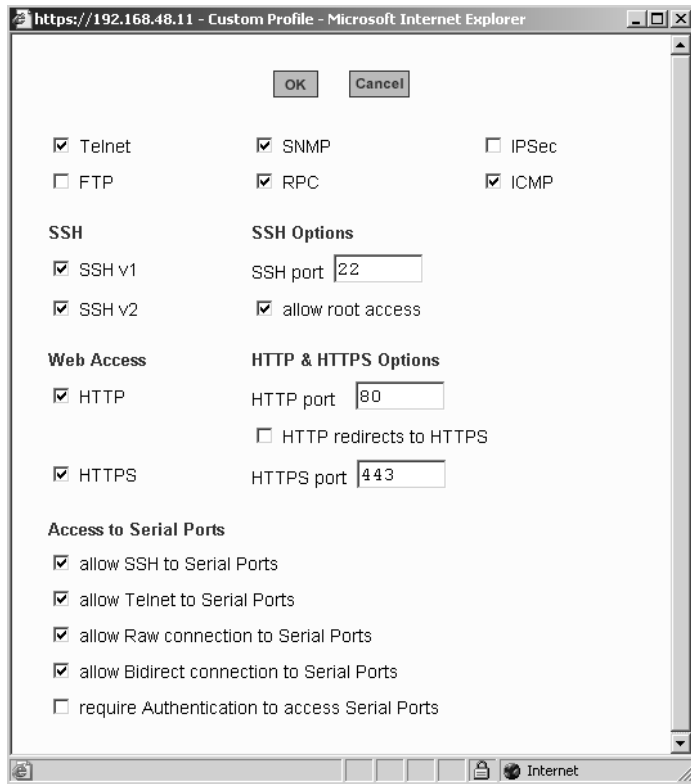 https://192.168.48.11 - Custom Profile - Microsoft Internet Explorer
OK Cancel
Telnet SNMP IPSec
FTP RPC ICMP
SSH SSH Options
SSH v1 SSH port 22
SSH v2 allow root access
Web Access HTTP & HTTPS Options
HTTP HTTP port 80
HTTP redirects to HTTPS
HTTPS HTTPS port 443
Access to Serial Ports
allow SSH to Serial Ports
allow Telnet to Serial Ports
allow Raw connection to Serial Ports
allow Bidirect connection to Serial Ports
require Authentication to access Serial Ports
Internet